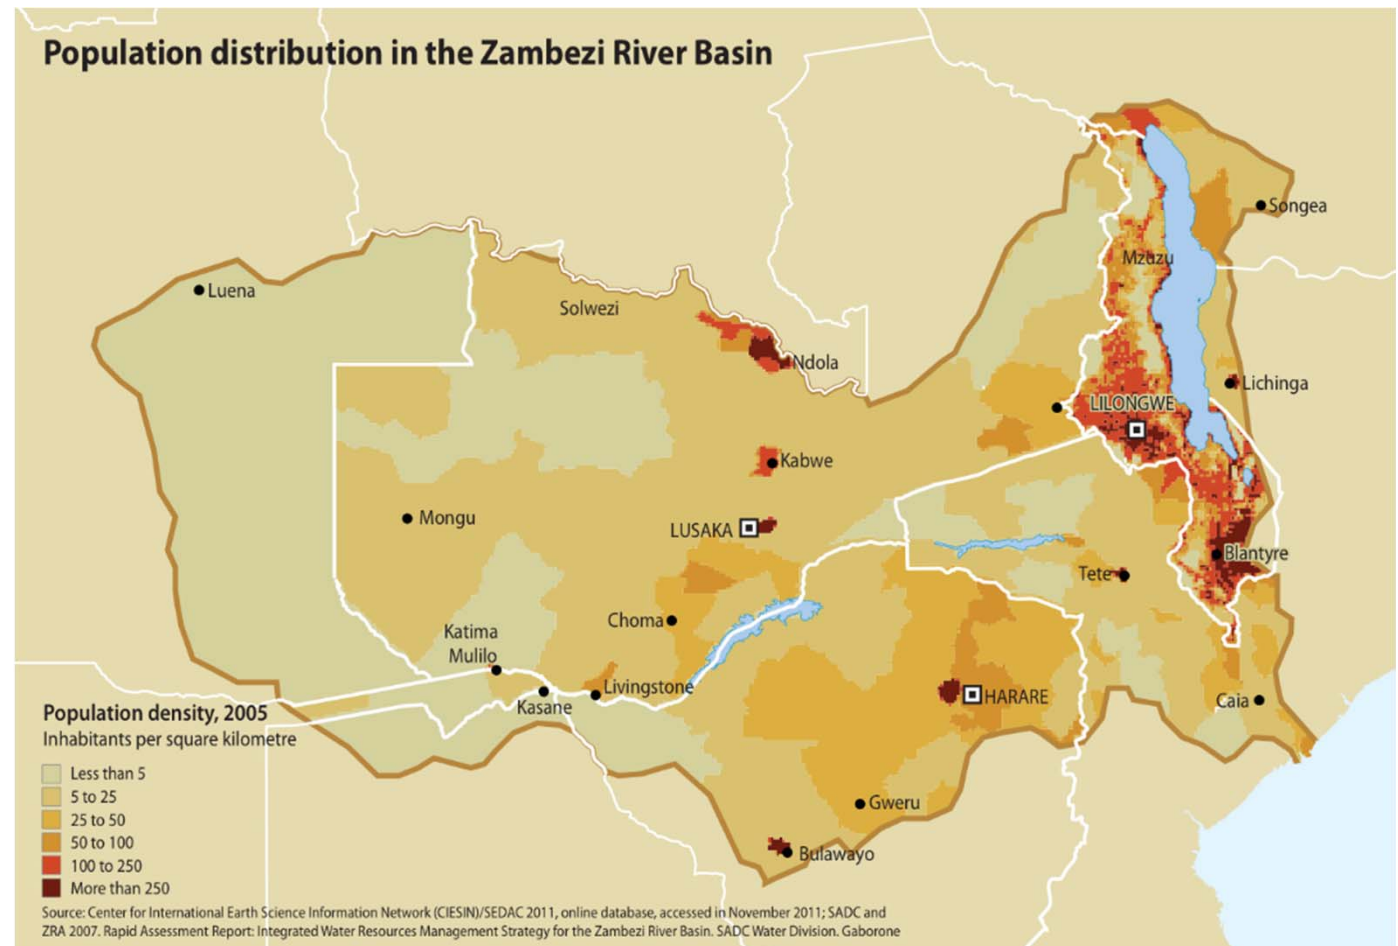 Population distribution in the Zambezi River Basin
Songea
Mzuzu
Luena
Solwezi
Ndola
Lichinga
LILONGWE
Kabwe
Mongu
LUSAKA
Blantyre
Tete
Choma
Katima
Mulilo
Livingstone
Kasane
HARARE
Caia
Gweru
Bulawayo
Population density, 2005
Inhabitants per square kilometre
Less than 5
5 to 25
25 to 50
50 to 100
100 to 250
More than 250
Source: Center for International Earth Science Information Network (CIESIN)/SEDAC 2011, online database, accessed in November 2011; SADC and
ZRA 2007. Rapid Assessment Report: Integrated Water Resources Management Strategy for the Zambezi River Basin. SADC Water Division. Gaborone